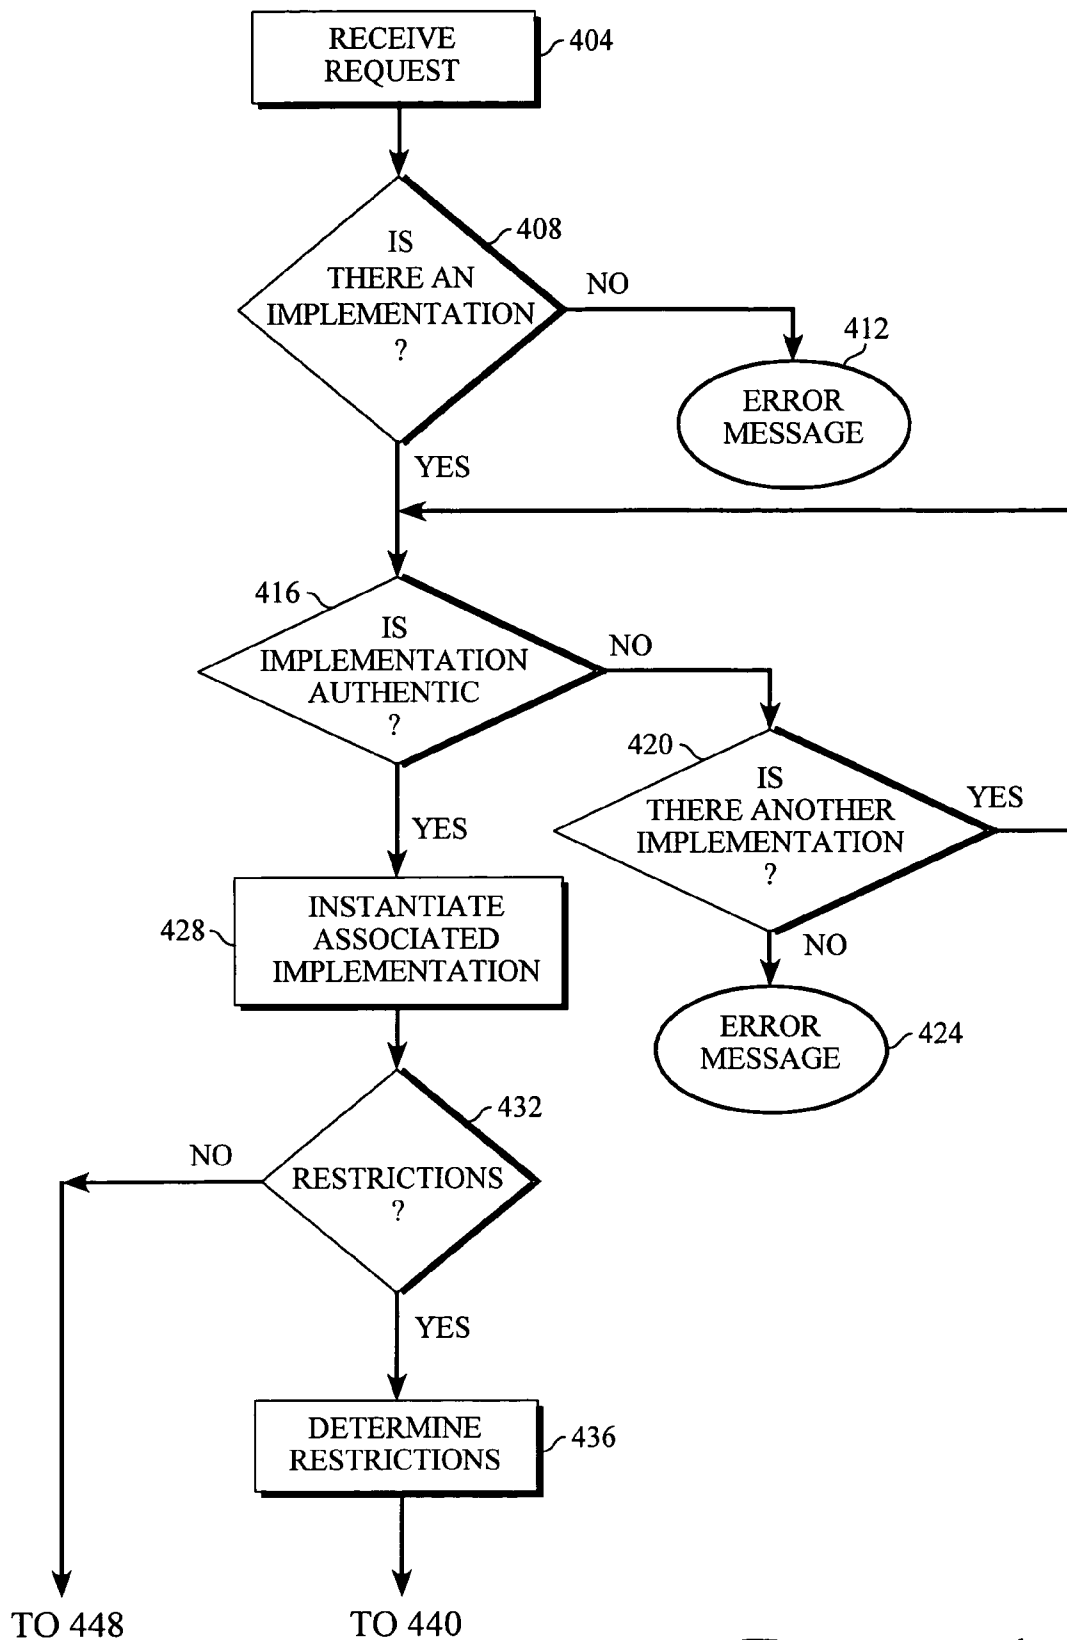 RECEIVE
REQUEST
404
408
IS
THERE AN
IMPLEMENTATION
?
NO
412
ERROR
MESSAGE
YES
416
IS
IMPLEMENTATION
AUTHENTIC
?
NO
420
IS
THERE ANOTHER
IMPLEMENTATION
?
YES
YES
NO
428
INSTANTIATE
ASSOCIATED
IMPLEMENTATION
ERROR
MESSAGE
424
432
NO
RESTRICTIONS
?
YES
DETERMINE
RESTRICTIONS
436
TO 448
TO 440